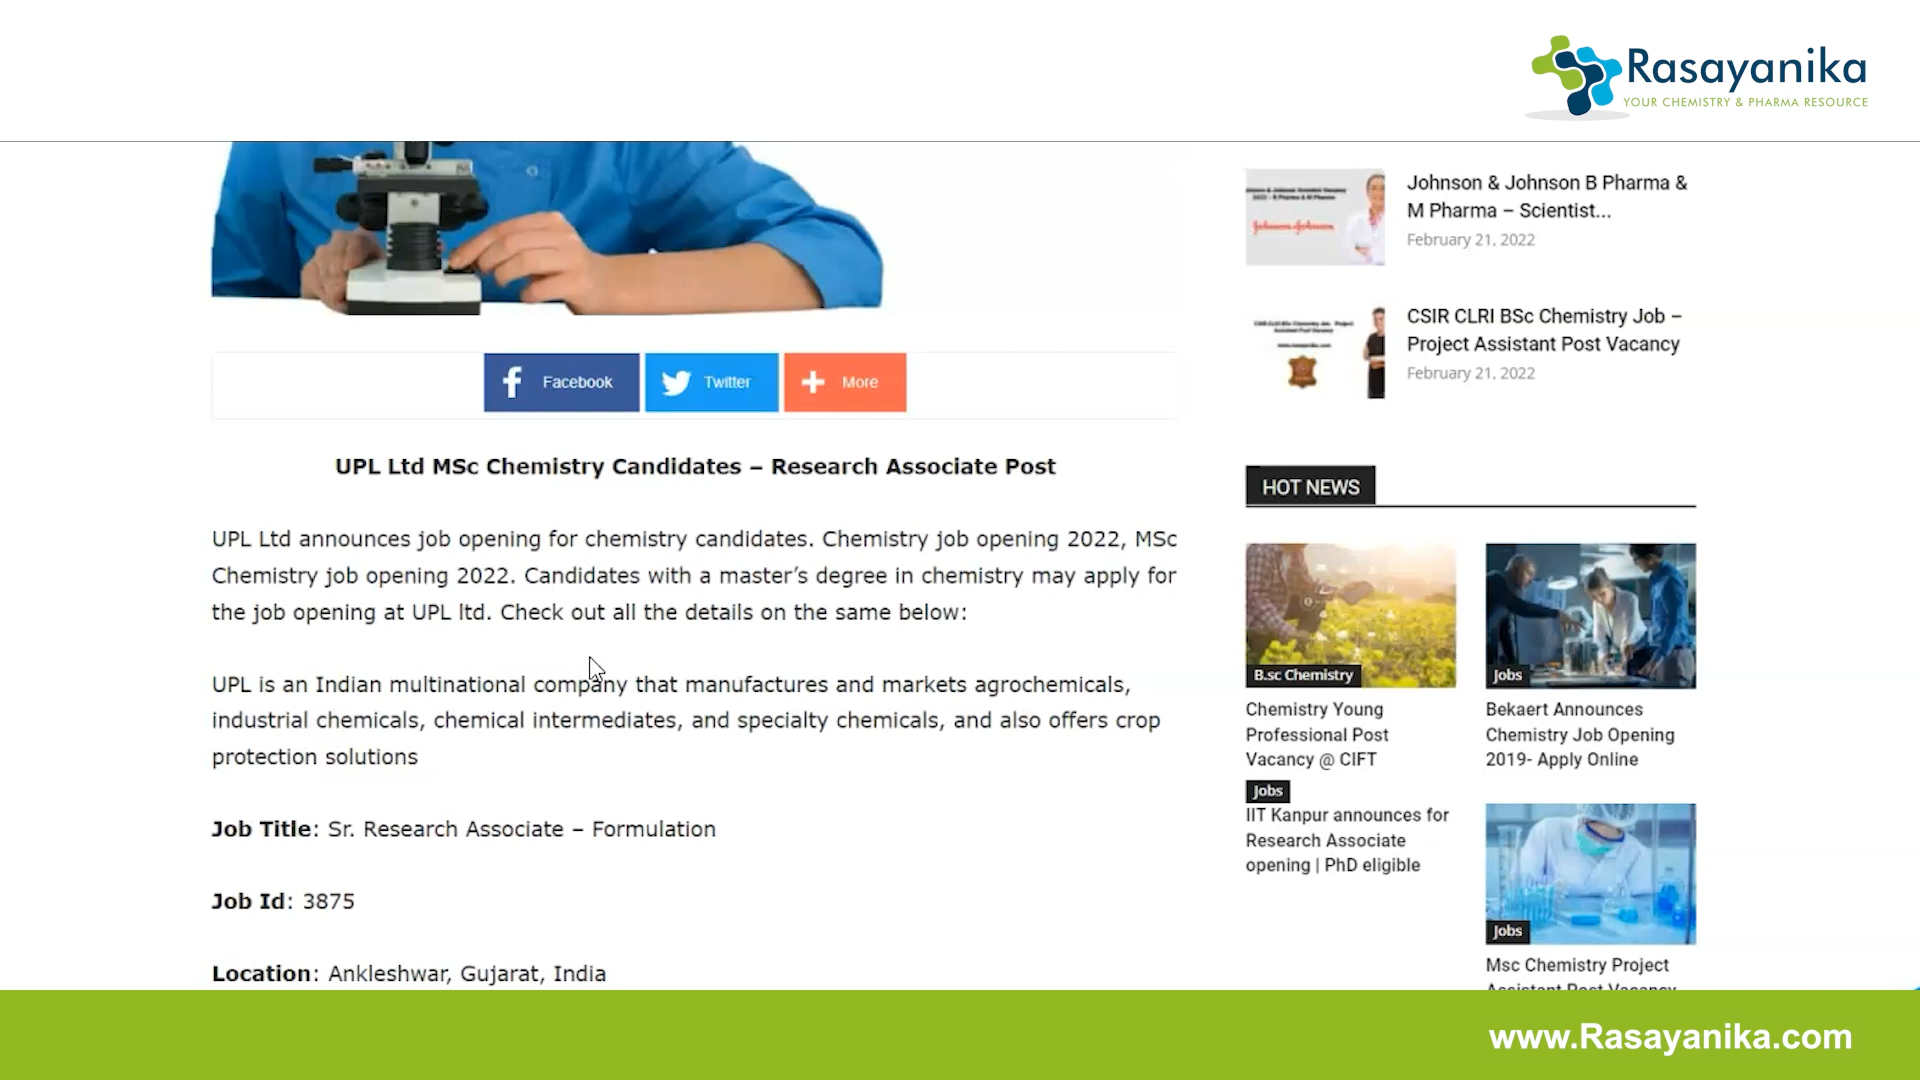 Rasayanika
YOUR CHEMISTRY & PHARMA RESOURCE
Facebook
Twitter
More
UPL Ltd MSc Chemistry Candidates – Research Associate Post
UPL Ltd announces job opening for chemistry candidates. Chemistry job opening 2022, MSc
Chemistry job opening 2022. Candidates with a master’s degree in chemistry may apply for
the job opening at UPL ltd. Check out all the details on the same below:
UPL is an Indian multinational company that manufactures and markets agrochemicals,
industrial chemicals, chemical intermediates, and specialty chemicals, and also offers crop
protection solutions
Job Title: Sr. Research Associate – Formulation
Job Id: 3875
Location: Ankleshwar, Gujarat, India
Johnson & Johnson B Pharma &
M Pharma – Scientist...
February 21, 2022
CSIR CLRI BSc Chemistry Job –
Project Assistant Post Vacancy
February 21, 2022
HOT NEWS
B.sc Chemistry
Chemistry Young
Professional Post
Vacancy @ CIFT
Jobs
IIT Kanpur announces for
Research Associate
opening | PhD eligible
Jobs
Bekaert Announces
Chemistry Job Opening
2019- Apply Online
Jobs
Msc Chemistry Project
Assistant Post Vacancy
www.Rasayanika.com